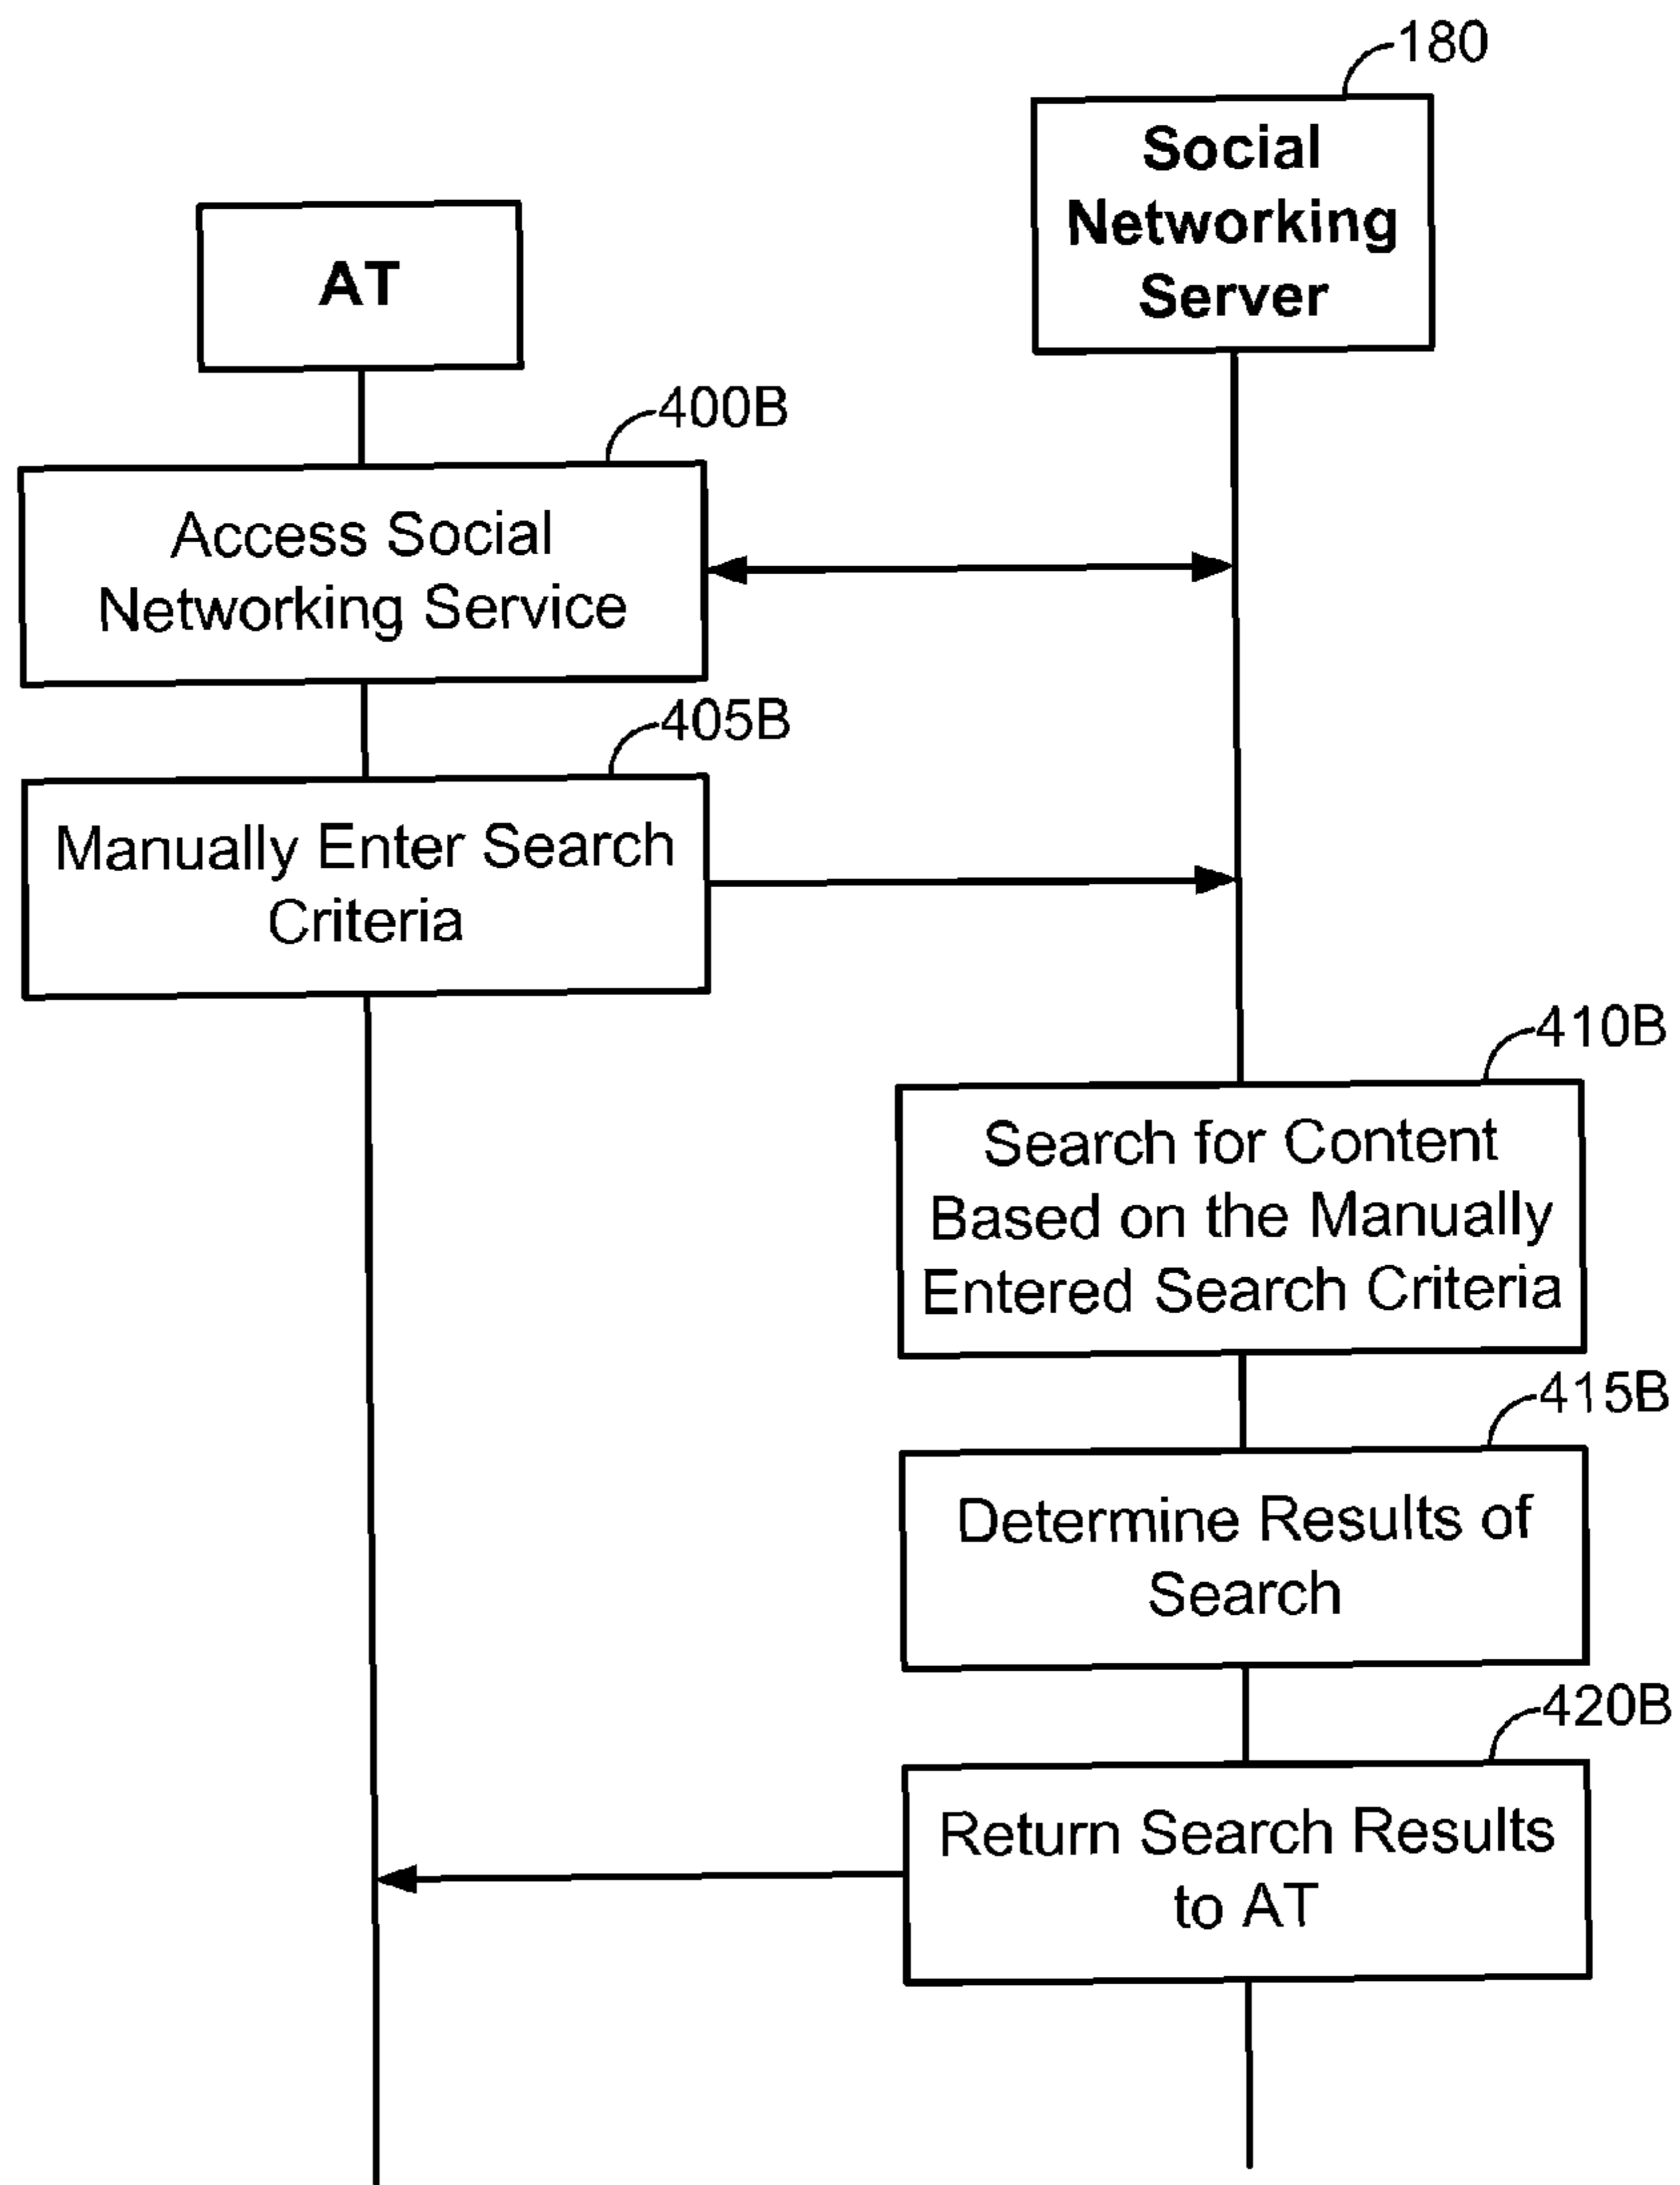 180
Social
Networking
Server
AT
400B
Access Social
Networking Service
405B
Manually Enter Search
Criteria
410B
Search for Content
Based on the Manually
Entered Search Criteria
415B
Determine Results of
Search
420B
Return Search Results
to AT